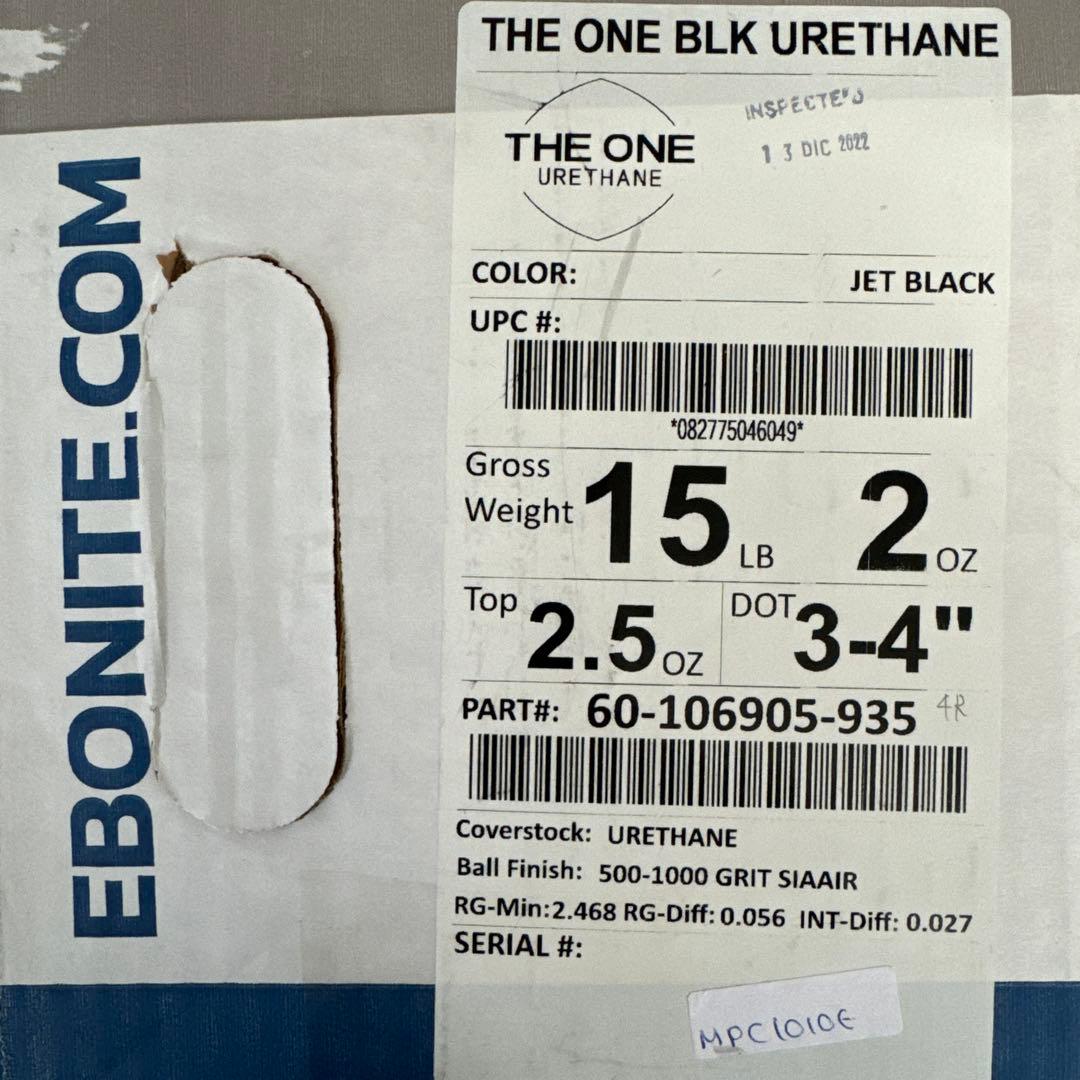 EBONITE.COM
THE ONE BLK URETHANE
THE ONE
URETHANE
INSPECTE'D
1 3 DIC 2022
COLOR: JET BLACK
UPC #:
*082775046049*
Gross Weight 15 LB 2 OZ
Top 2.5 OZ DOT 3-4"
PART#: 60-106905-935 4R
Coverstock: URETHANE
Ball Finish: 500-1000 GRIT SIAAIR
RG-Min:2.468 RG-Diff: 0.056 INT-Diff: 0.027
SERIAL #:
MPC1010E